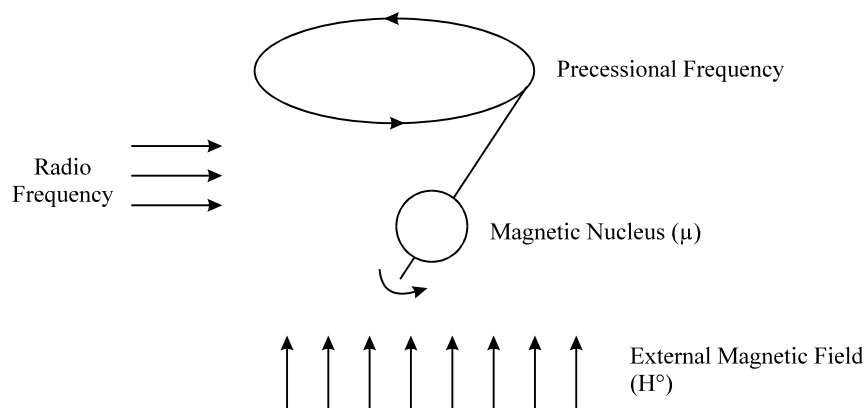 Precessional Frequency
Radio
Frequency
Magnetic Nucleus (µ)
External Magnetic Field
(H°)